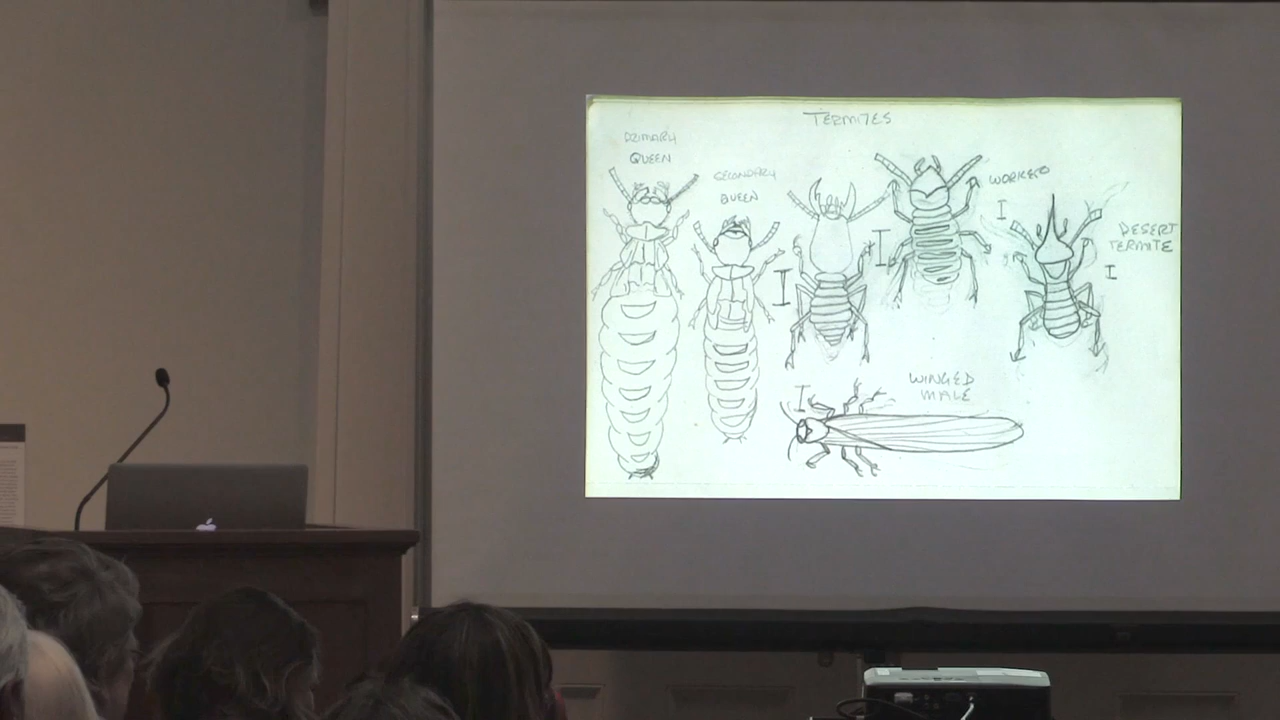 TERMITES
PRIMARY
QUEEN
SECONDARY
QUEEN
WORKER
DESERT
TERMITE
WINGED
MALE